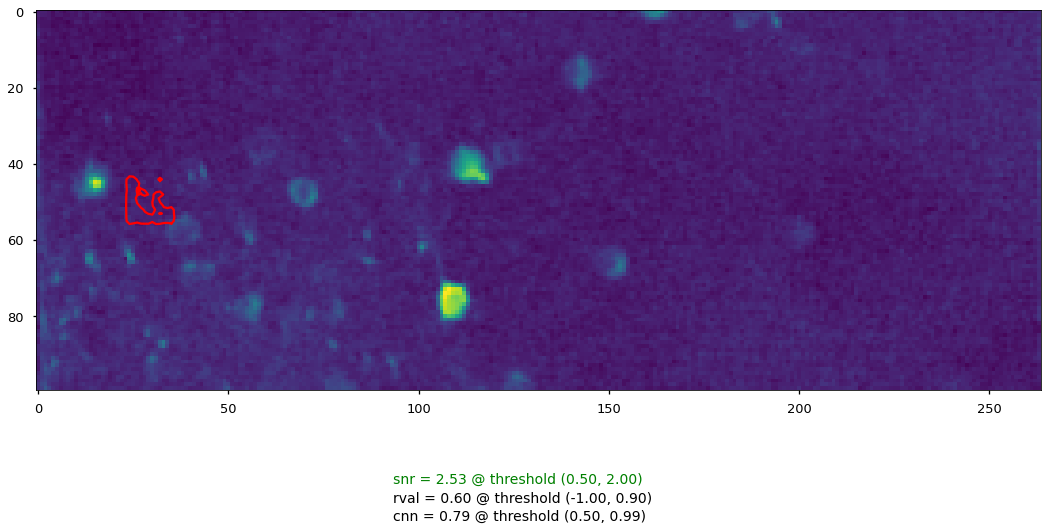 0
20
40
60
80
0 50 100 150 200 250
snr = 2.53 @ threshold (0.50, 2.00)
rval = 0.60 @ threshold (-1.00, 0.90)
cnn = 0.79 @ threshold (0.50, 0.99)